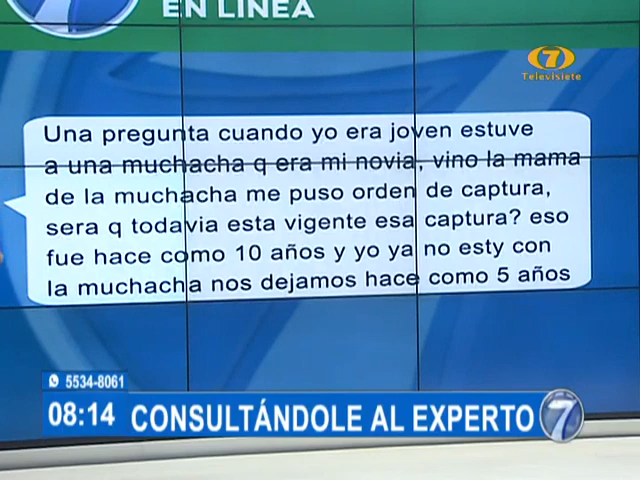 EN LÍNEA
7
Televisiete
Una pregunta cuando yo era joven estuve
a una muchacha q era mi novia, vino la mama
de la muchacha me puso orden de captura,
sera q todavia esta vigente esa captura? eso
fue hace como 10 años y yo ya no esty con
la muchacha nos dejamos hace como 5 años
5534-8061
08:14 CONSULTÁNDOLE AL EXPERTO 7